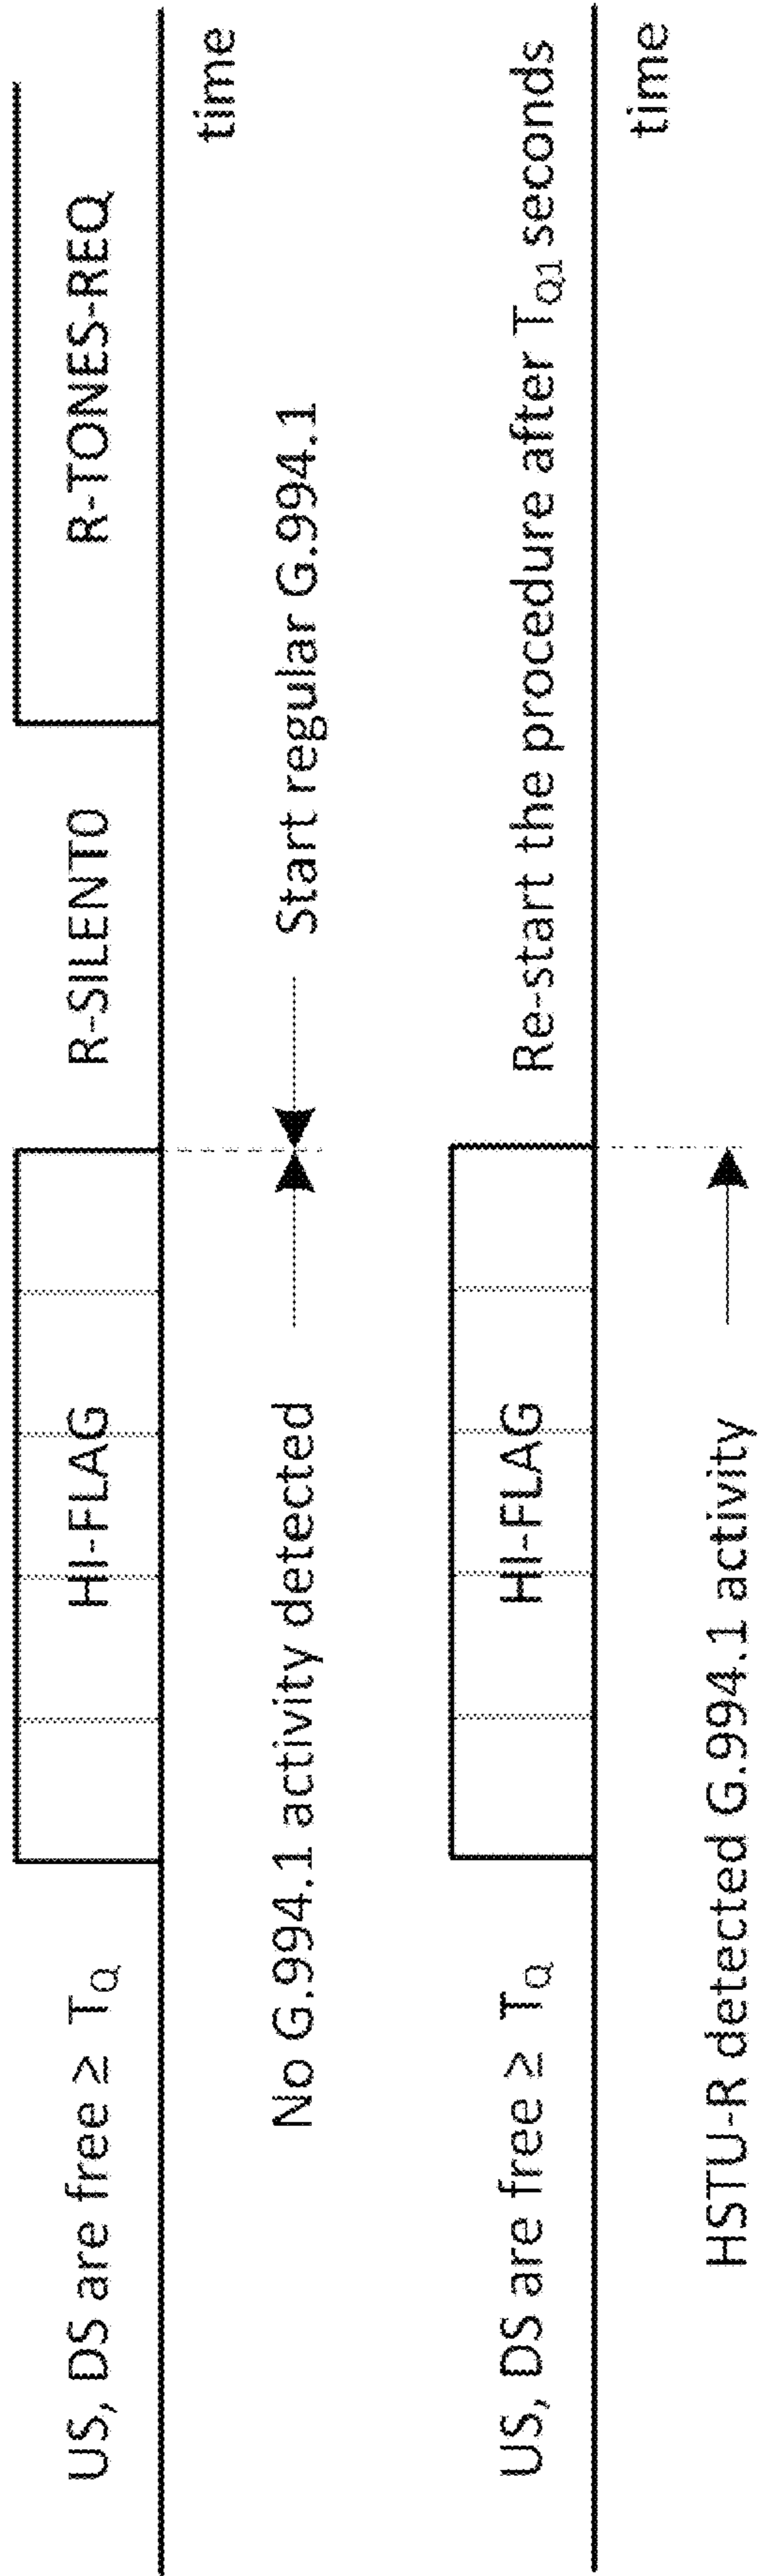 US, DS are free ≥ TQ
HI-FLAG
R-SILENT0
R-TONES-REQ
time
No G.994.1 activity detected
Start regular G.994.1
US, DS are free ≥ TQ
HI-FLAG
Re-start the procedure after TQ1 seconds
time
HSTU-R detected G.994.1 activity